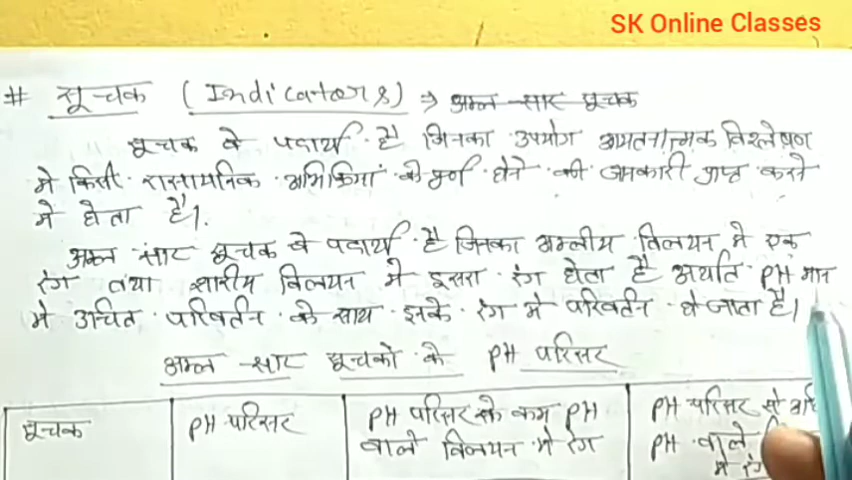 SK Online Classes
# सूचक (Indicators) ⇒ अम्ल-क्षार सूचक
सूचक वे पदार्थ है जिनका उपयोग आयतनात्मक विश्लेषण
मे किसी रासायनिक अभिक्रिया के पूर्ण होने की जानकारी प्राप्त करने
मे होता है।
अम्ल क्षार सूचक वे पदार्थ है जिनका अम्लीय विलयन मे एक
रंग तथा क्षारीय विलयन मे दूसरा रंग होता है अर्थात PH मान
मे उचित परिवर्तन के साथ इनके रंग मे परिवर्तन हो जाता है।
अम्ल-क्षार सूचको के PH परिसर
सूचक
PH परिसर
PH परिसर से कम PH
वाले विलयन मे रंग
PH परिसर से
PH वाले
मे रंग